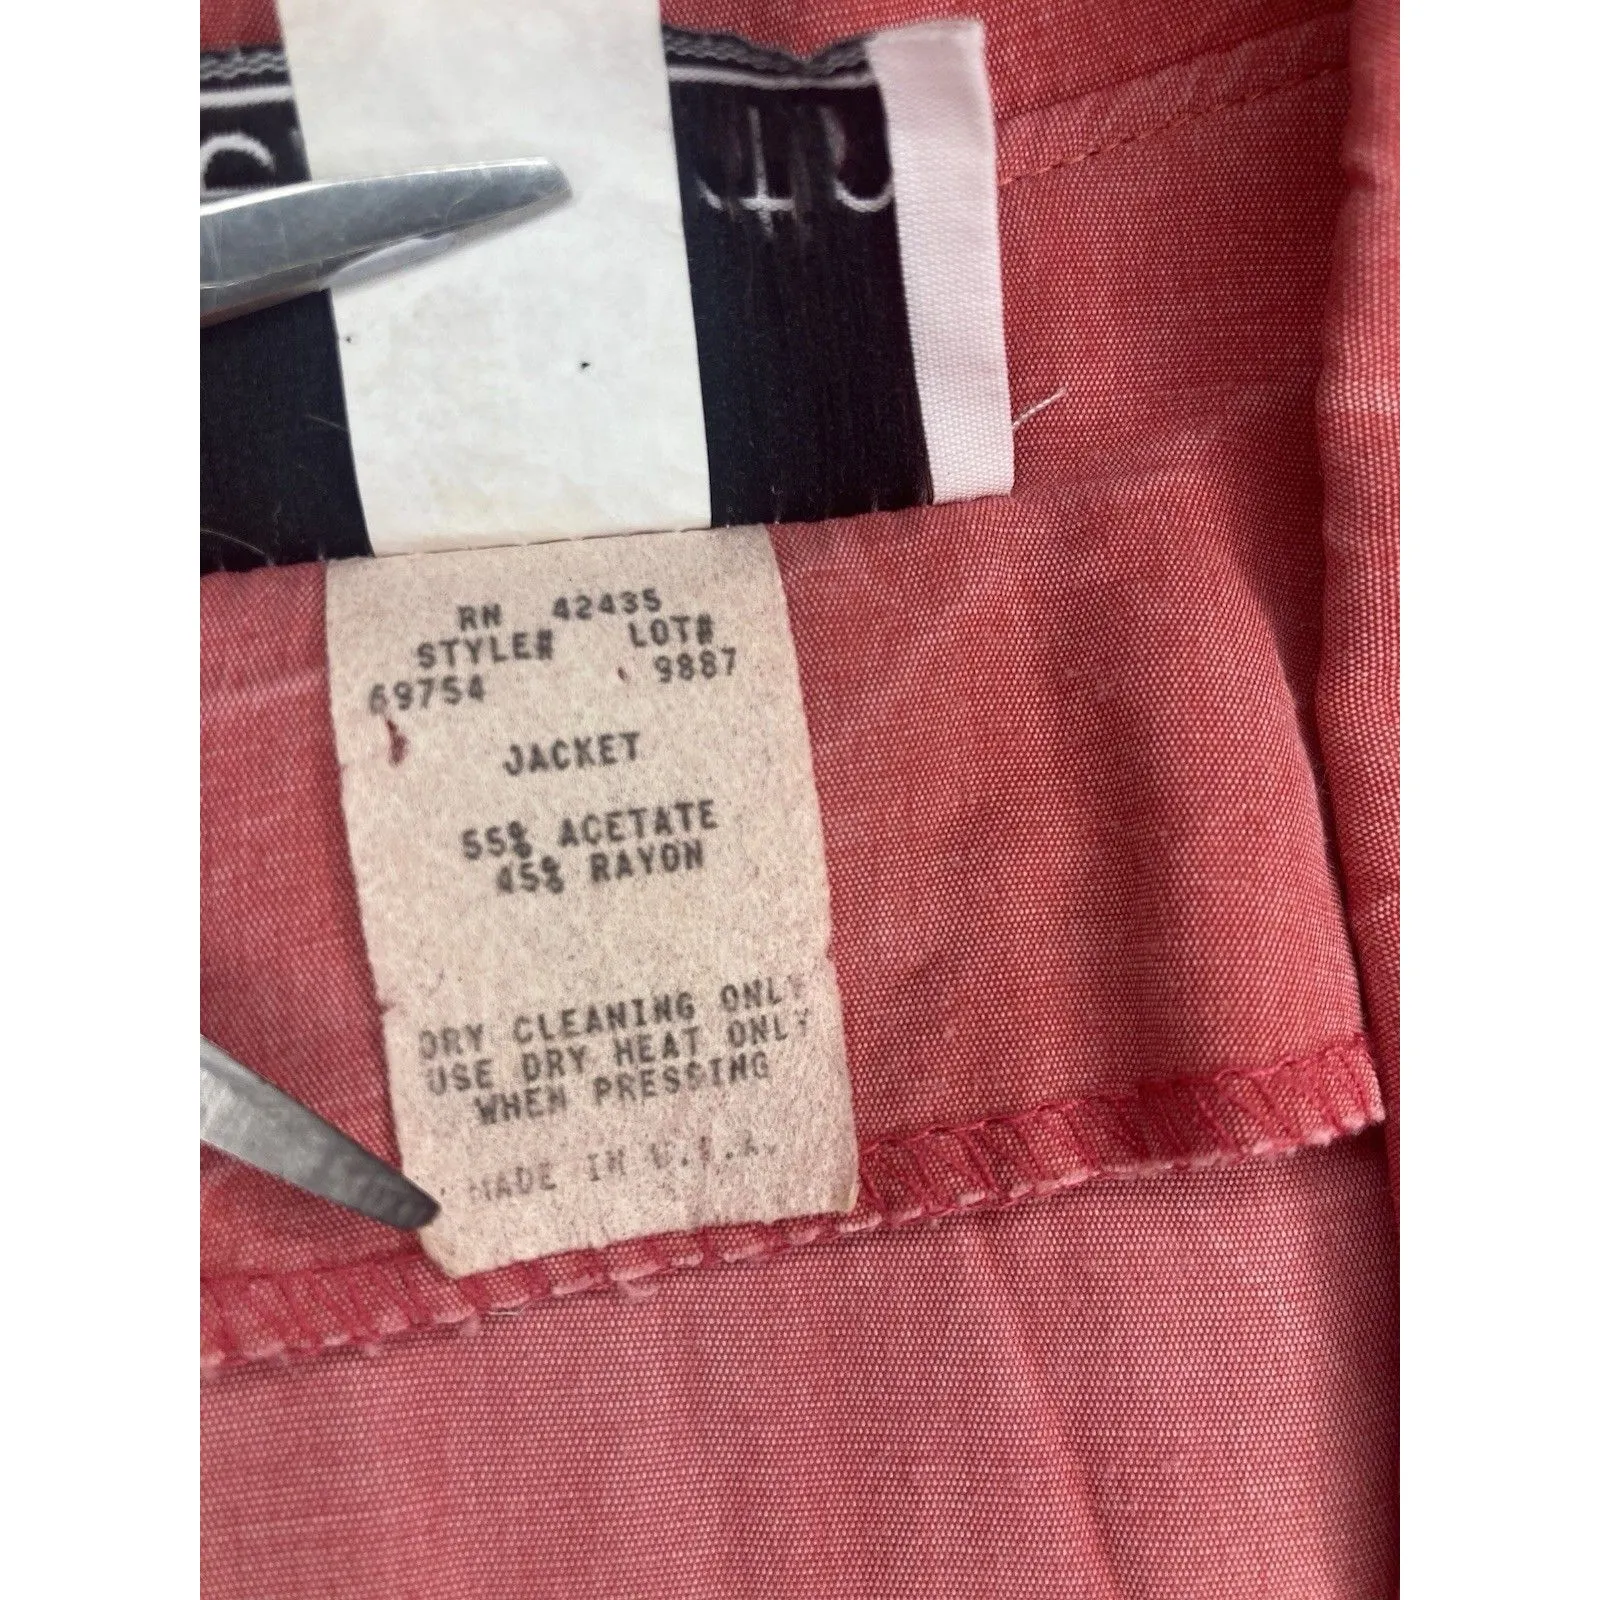 RN 42435
STYLE# LOT#
69754 9887
JACKET
55% ACETATE
45% RAYON
DRY CLEANING ONLY
USE DRY HEAT ONLY
WHEN PRESSING
MADE IN U.S.A.